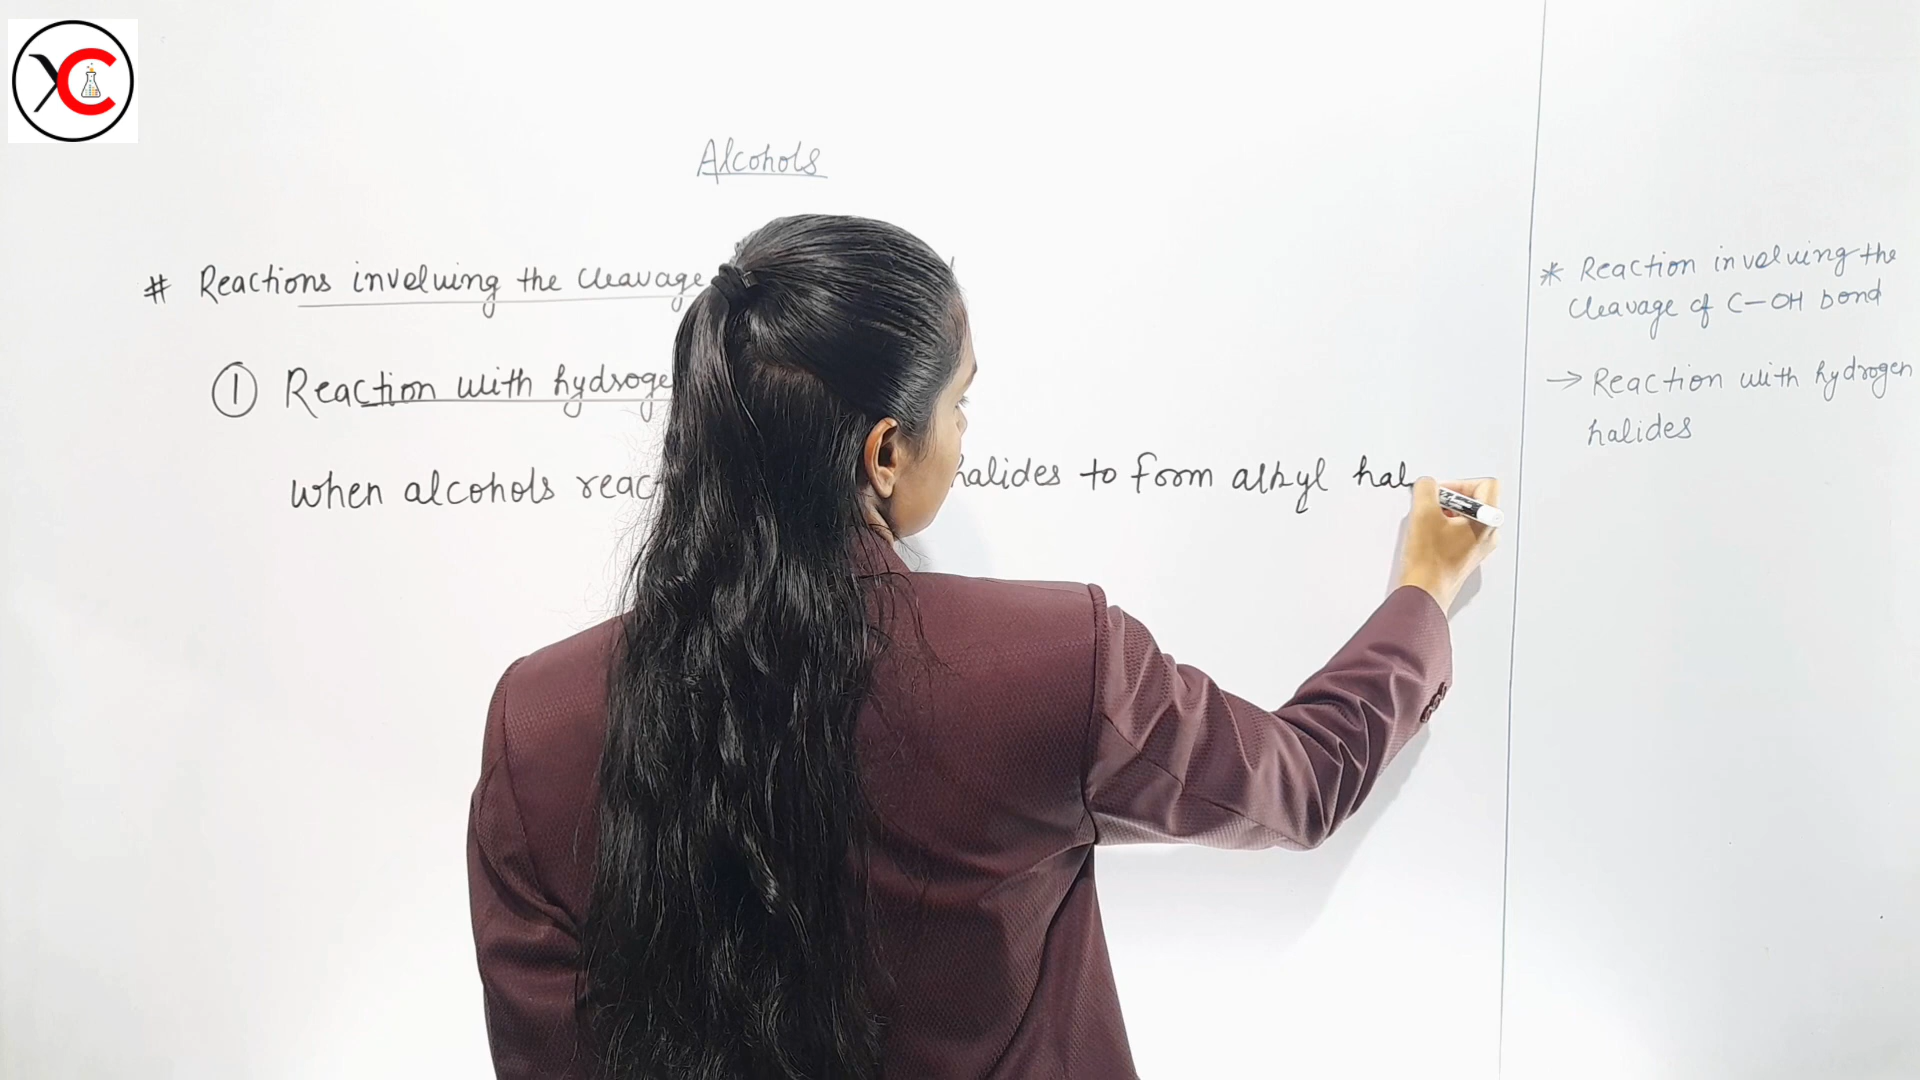 Alcohols
# Reactions involving the cleavage
① Reaction with hydroge
when alcohols reac halides to form alkyl hal
* Reaction involving the
cleavage of C-OH bond
→ Reaction with hydrogen
halides